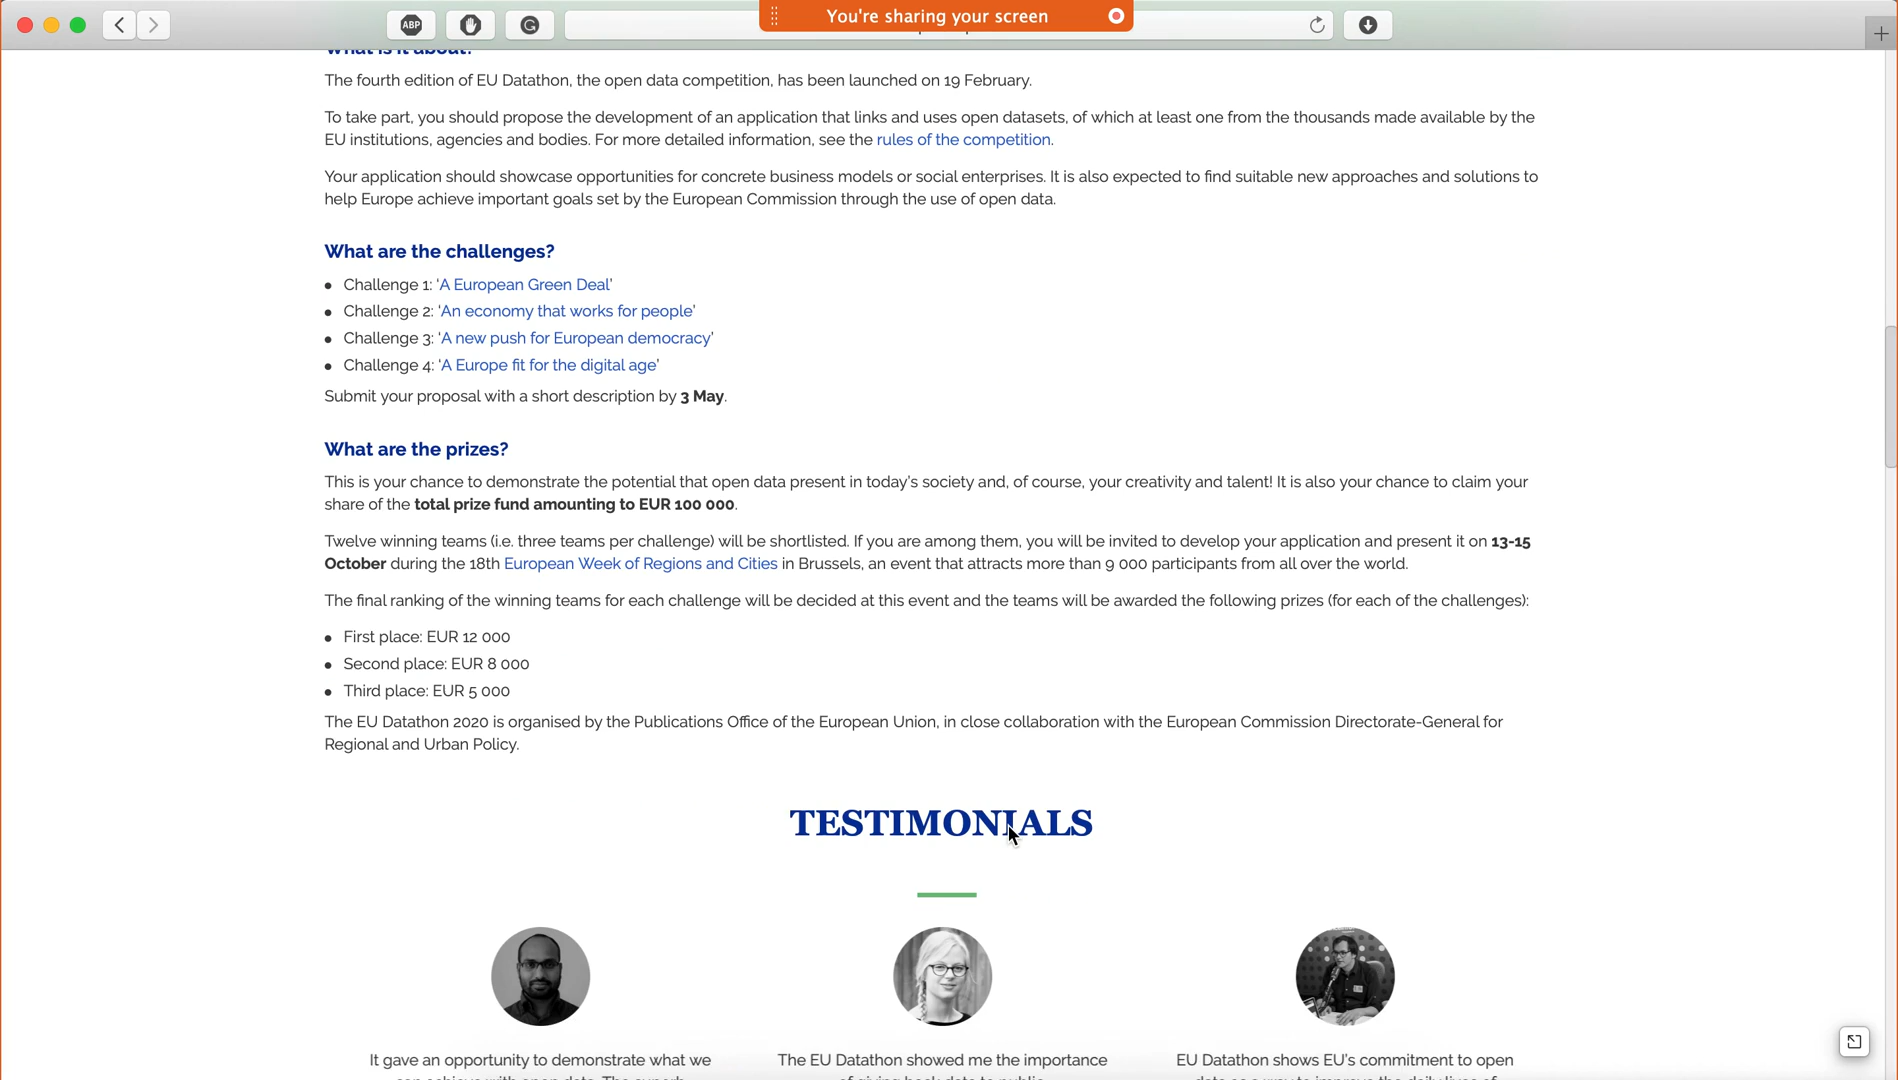 You're sharing your screen
ABP
G
What is it about?
The fourth edition of EU Datathon, the open data competition, has been launched on 19 February.
To take part, you should propose the development of an application that links and uses open datasets, of which at least one from the thousands made available by the
EU institutions, agencies and bodies. For more detailed information, see the rules of the competition.
Your application should showcase opportunities for concrete business models or social enterprises. It is also expected to find suitable new approaches and solutions to
help Europe achieve important goals set by the European Commission through the use of open data.
What are the challenges?
• Challenge 1: ‘A European Green Deal’
• Challenge 2: ‘An economy that works for people’
• Challenge 3: ‘A new push for European democracy’
• Challenge 4: ‘A Europe fit for the digital age’
Submit your proposal with a short description by 3 May.
What are the prizes?
This is your chance to demonstrate the potential that open data present in today’s society and, of course, your creativity and talent! It is also your chance to claim your
share of the total prize fund amounting to EUR 100 000.
Twelve winning teams (i.e. three teams per challenge) will be shortlisted. If you are among them, you will be invited to develop your application and present it on 13-15
October during the 18th European Week of Regions and Cities in Brussels, an event that attracts more than 9 000 participants from all over the world.
The final ranking of the winning teams for each challenge will be decided at this event and the teams will be awarded the following prizes (for each of the challenges):
• First place: EUR 12 000
• Second place: EUR 8 000
• Third place: EUR 5 000
The EU Datathon 2020 is organised by the Publications Office of the European Union, in close collaboration with the European Commission Directorate-General for
Regional and Urban Policy.
TESTIMONIALS
It gave an opportunity to demonstrate what we
The EU Datathon showed me the importance
EU Datathon shows EU’s commitment to open